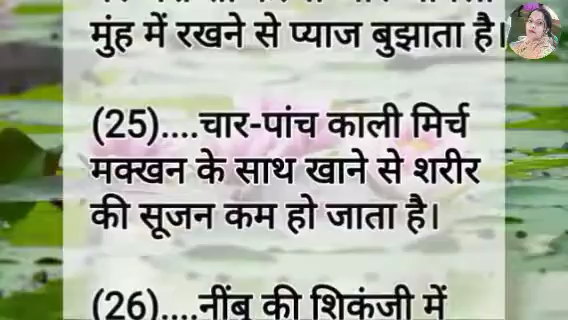 मुंह में रखने से प्याज बुझाता है।
(25)....चार-पांच काली मिर्च
मक्खन के साथ खाने से शरीर
की सूजन कम हो जाता है।
(26)....नींबू की शिकंजी में